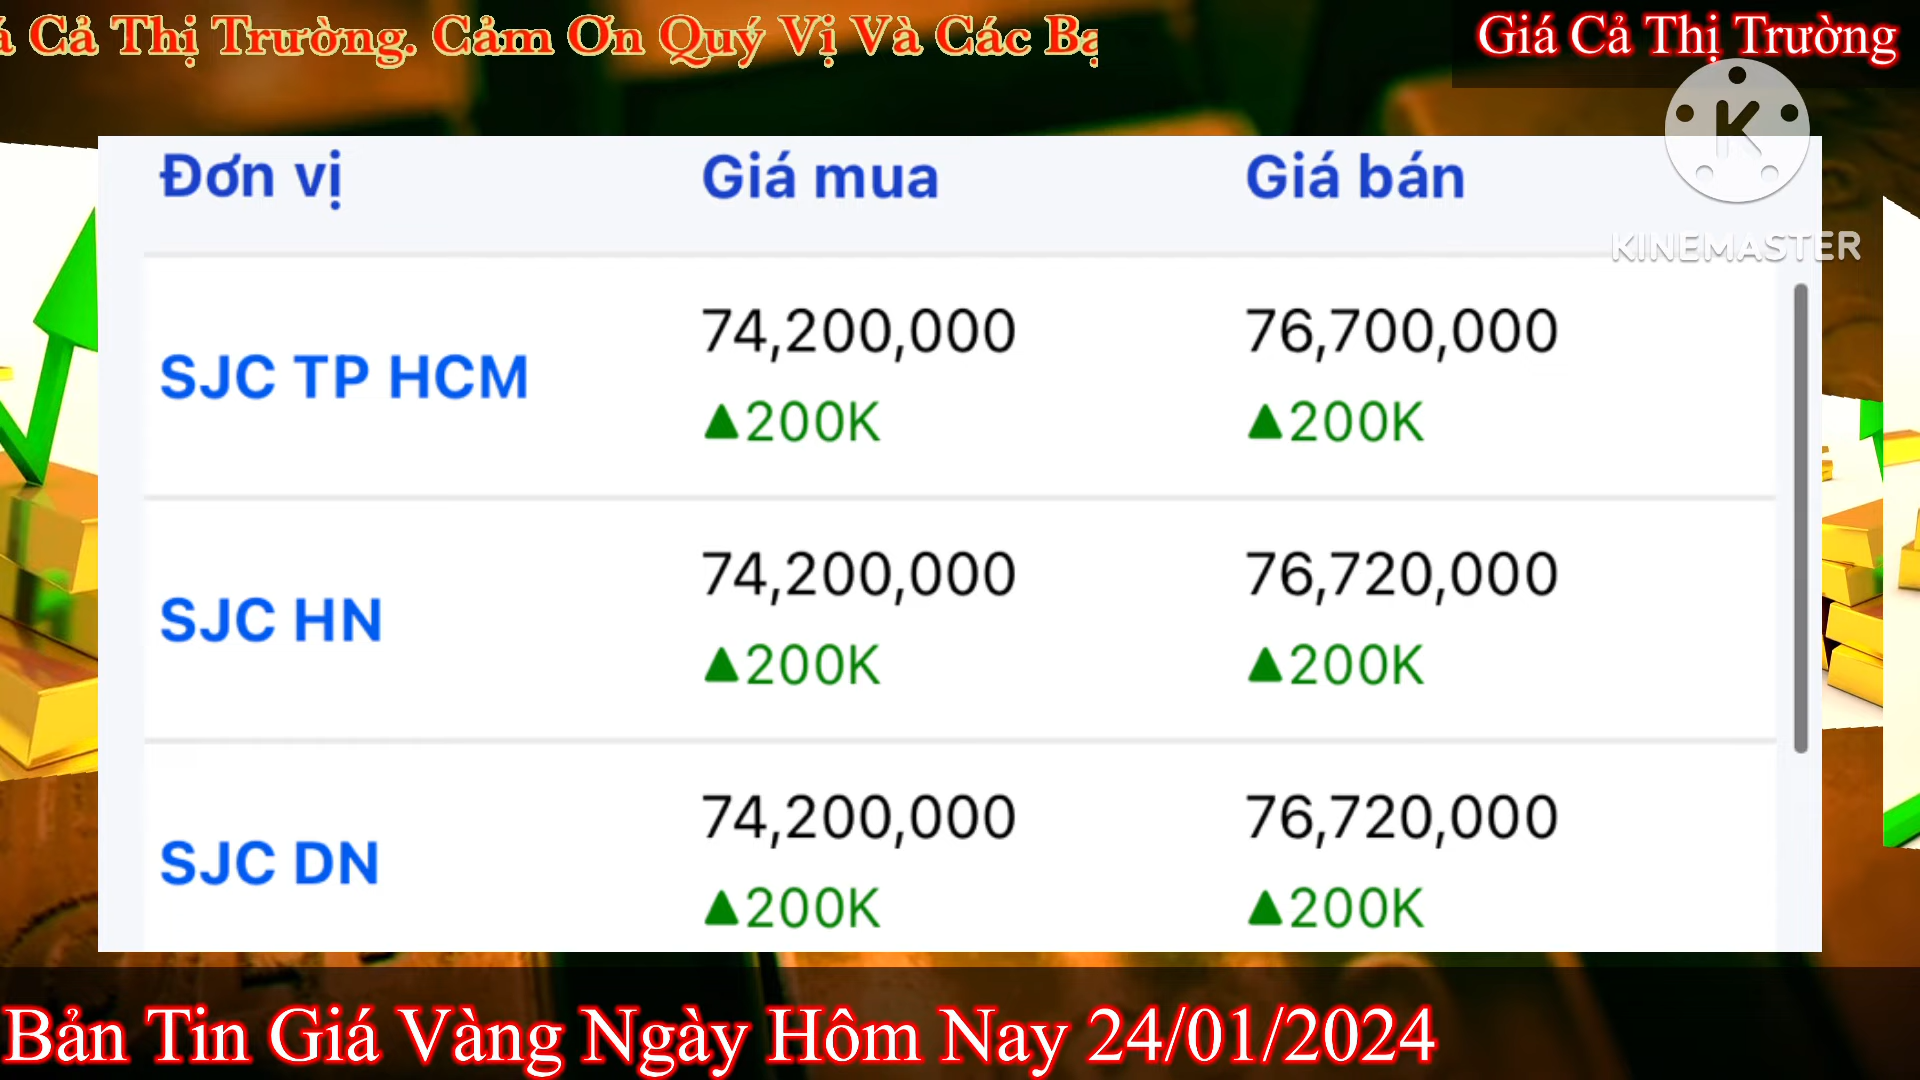 Cả Thị Trường. Cảm Ơn Quý Vị Và Các
Giá Cả Thị Trường
K
KINEMASTER
Đơn vị Giá mua Giá bán
SJC TP HCM 74,200,000 76,700,000
▲200K ▲200K
SJC HN 74,200,000 76,720,000
▲200K ▲200K
SJC DN 74,200,000 76,720,000
▲200K ▲200K
Bản Tin Giá Vàng Ngày Hôm Nay 24/01/2024